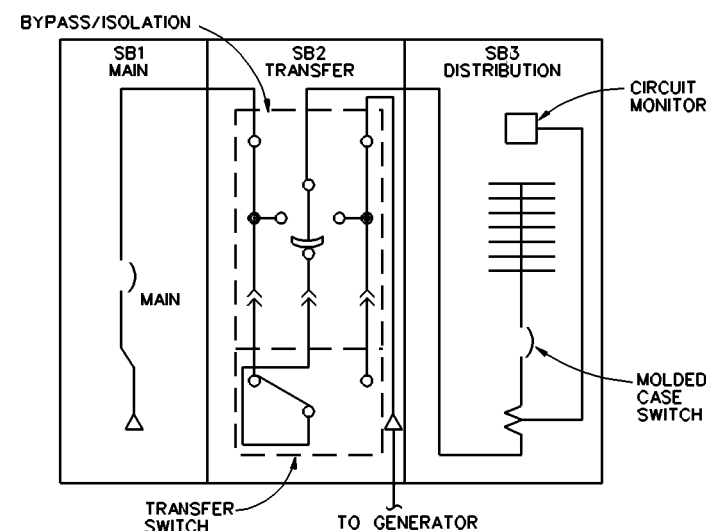 BYPASS/ISOLATION
SB1
MAIN
SB2
TRANSFER
SB3
DISTRIBUTION
CIRCUIT
MONITOR
MAIN
MOLDED
CASE
SWITCH
TRANSFER
SWITCH
TO GENERATOR